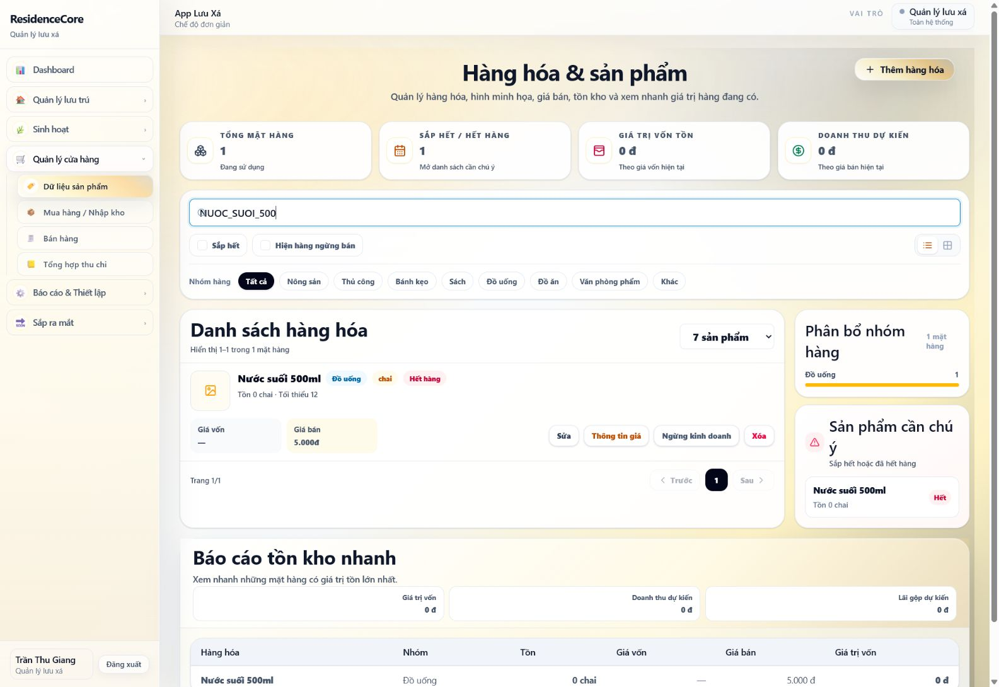 ResidenceCore
Quản lý lưu xá
Dashboard
Quản lý lưu trú
Sinh hoạt
Quản lý cửa hàng
Dữ liệu sản phẩm
Mua hàng / Nhập kho
Bán hàng
Tổng hợp thu chi
Báo cáo & Thiết lập
SOON
Sắp ra mắt
Trần Thu Giang
Quản lý lưu xá
Đăng xuất
App Lưu Xá
Chế độ đơn giản
VAI TRÒ
Quản lý lưu xá
Toàn hệ thống
Hàng hóa & sản phẩm
Quản lý hàng hóa, hình minh họa, giá bán, tồn kho và xem nhanh giá trị hàng đang có.
+ Thêm hàng hóa
TỔNG MẶT HÀNG
1
Đang sử dụng
SẮP HẾT / HẾT HÀNG
1
Mở danh sách cần chú ý
GIÁ TRỊ VỐN TỒN
0 đ
Theo giá vốn hiện tại
DOANH THU DỰ KIẾN
0 đ
Theo giá bán hiện tại
NUOC_SUOI_500
Sắp hết
Hiện hàng ngừng bán
Nhóm hàng Tất cả Nông sản Thủ công Bánh kẹo Sách Đồ uống Đồ ăn Văn phòng phẩm Khác
Danh sách hàng hóa
Hiển thị 1–1 trong 1 mặt hàng
7 sản phẩm
Nước suối 500ml Đồ uống chai Hết hàng
Tồn 0 chai · Tối thiểu 12
Giá vốn
—
Giá bán
5.000đ
Sửa Thông tin giá Ngừng kinh doanh Xóa
Trang 1/1
Trước 1 Sau
Phân bổ nhóm
hàng
1 mặt
hàng
Đồ uống 1
Sản phẩm cần chú
ý
Sắp hết hoặc đã hết hàng
Nước suối 500ml
Tồn 0 chai
Hết
Báo cáo tồn kho nhanh
Xem nhanh những mặt hàng có giá trị tồn lớn nhất.
Giá trị vốn
0 đ
Doanh thu dự kiến
0 đ
Lãi gộp dự kiến
0 đ
Hàng hóa Nhóm Tồn Giá vốn Giá bán Giá trị vốn
Nước suối 500ml Đồ uống 0 chai — 5.000 đ 0 đ